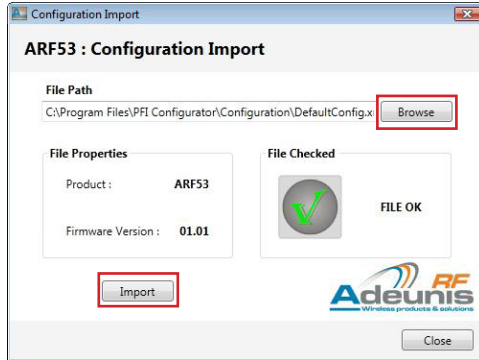 Configuration Import
ARF53 : Configuration Import
File Path
C:\Program Files\PFI Configurator\Configuration\DefaultConfig.x
Browse
File Properties
Product : ARF53
Firmware Version : 01.01
File Checked
FILE OK
Import
Adeunis RF
Wireless products & solutions
Close